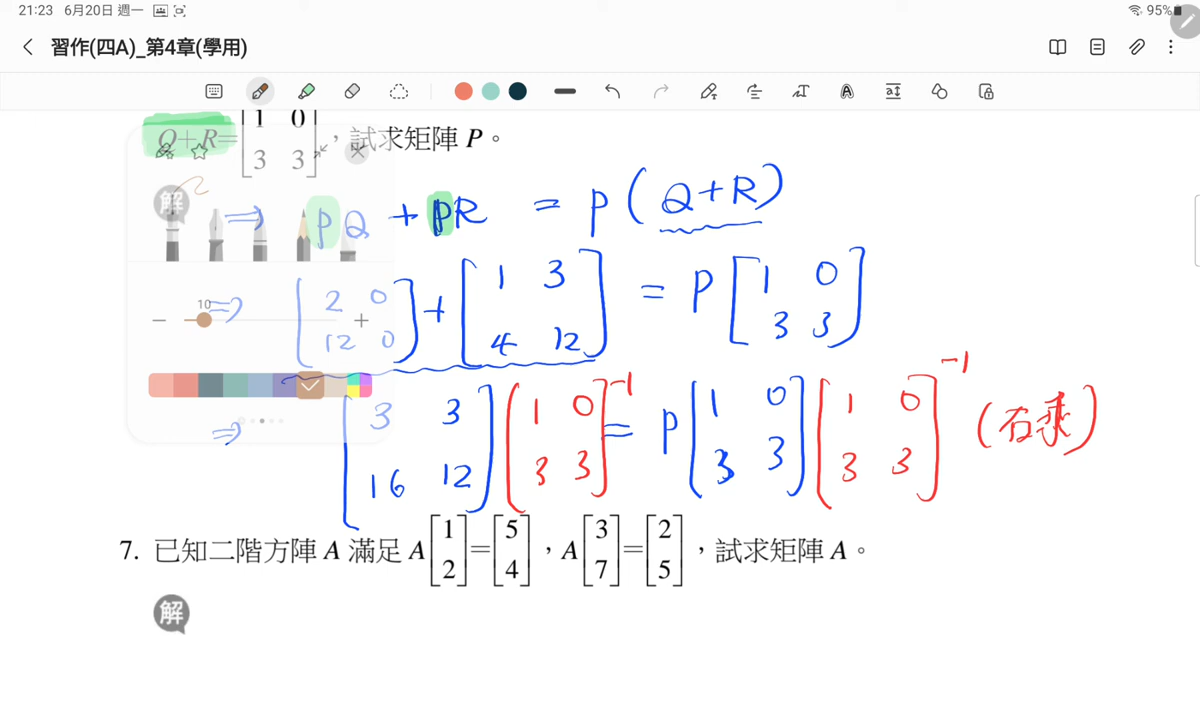 21:23 6月20日 週一 95%
習作(四A)_第4章(學用)
Q+R=[1 0 3 3],試求矩陣 P。
解
⇒ PQ + PR = P(Q+R)
10
⇒ [2 0 12 0] + [1 3 4 12] = P[1 0 3 3]
⇒ [3 3 16 12][1 0 3 3]⁻¹ = P[1 0 3 3][1 0 3 3]⁻¹ (右乘)
7. 已知二階方陣 A 滿足 A[1 2]=[5 4],A[3 7]=[2 5],試求矩陣 A。
解